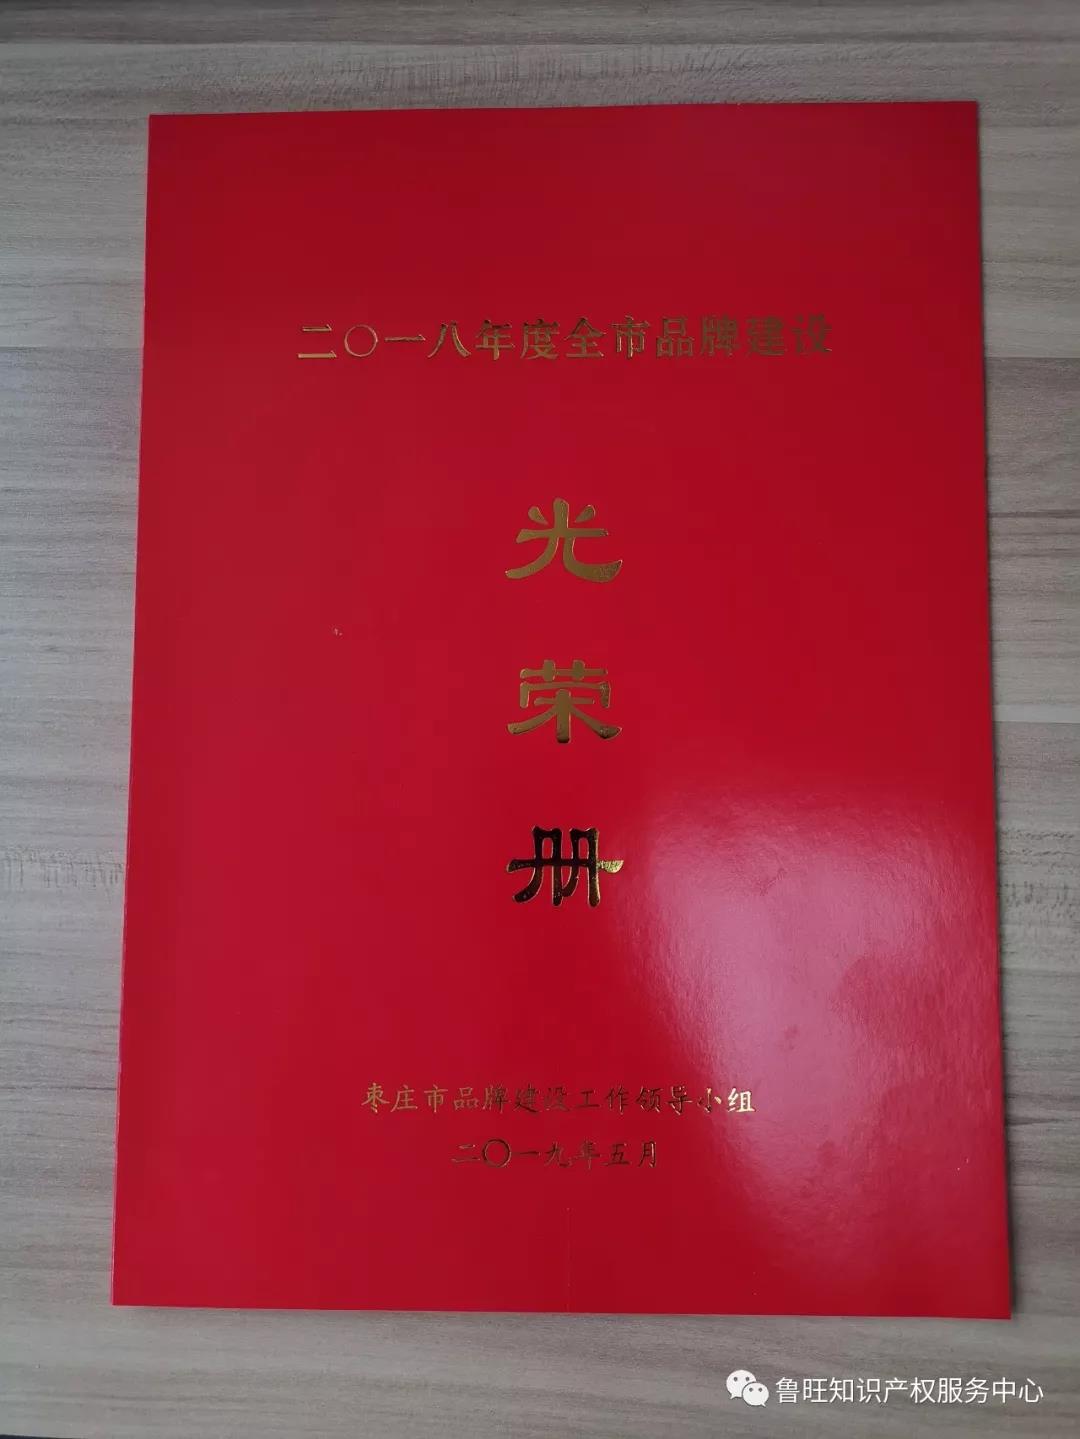 二〇一八年度全市品牌建设
光
荣
册
枣庄市品牌建设工作领导小组
二〇一九年五月
鲁旺知识产权服务中心